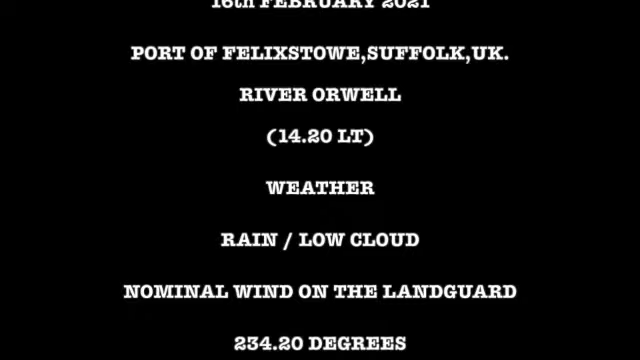 16th FEBRUARY 2021
PORT OF FELIXSTOWE,SUFFOLK,UK.
RIVER ORWELL
(14.20 LT)
WEATHER
RAIN / LOW CLOUD
NOMINAL WIND ON THE LANDGUARD
234.20 DEGREES